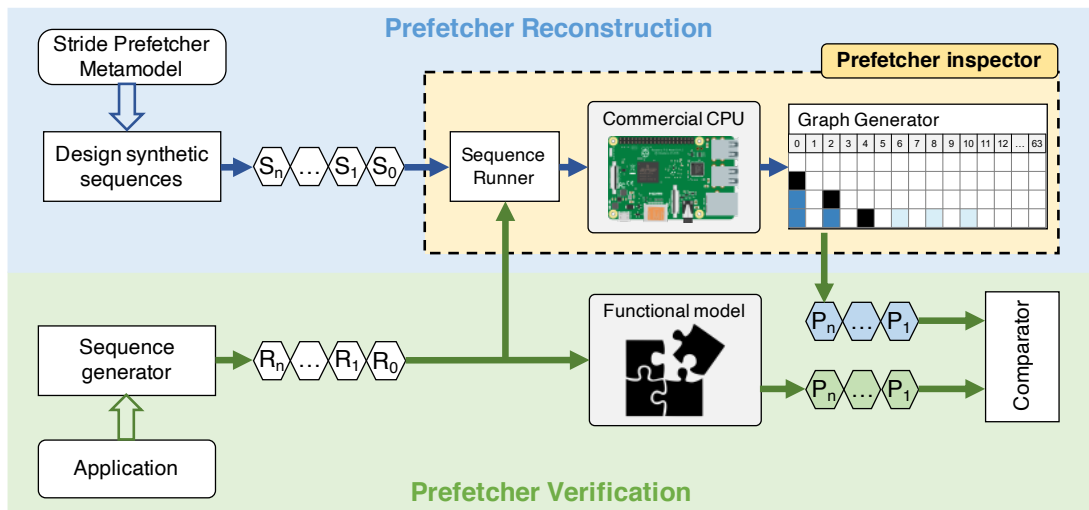 Prefetcher Reconstruction
Stride Prefetcher
Metamodel
Prefetcher inspector
Design synthetic
sequences
Sn … S1 S0
Sequence
Runner
Commercial CPU
Graph Generator
0 1 2 3 4 5 6 7 8 9 10 11 12 … 63
Sequence
generator
Rn … R1 R0
Functional model
Pn … P1
Pn … P1
Comparator
Application
Prefetcher Verification